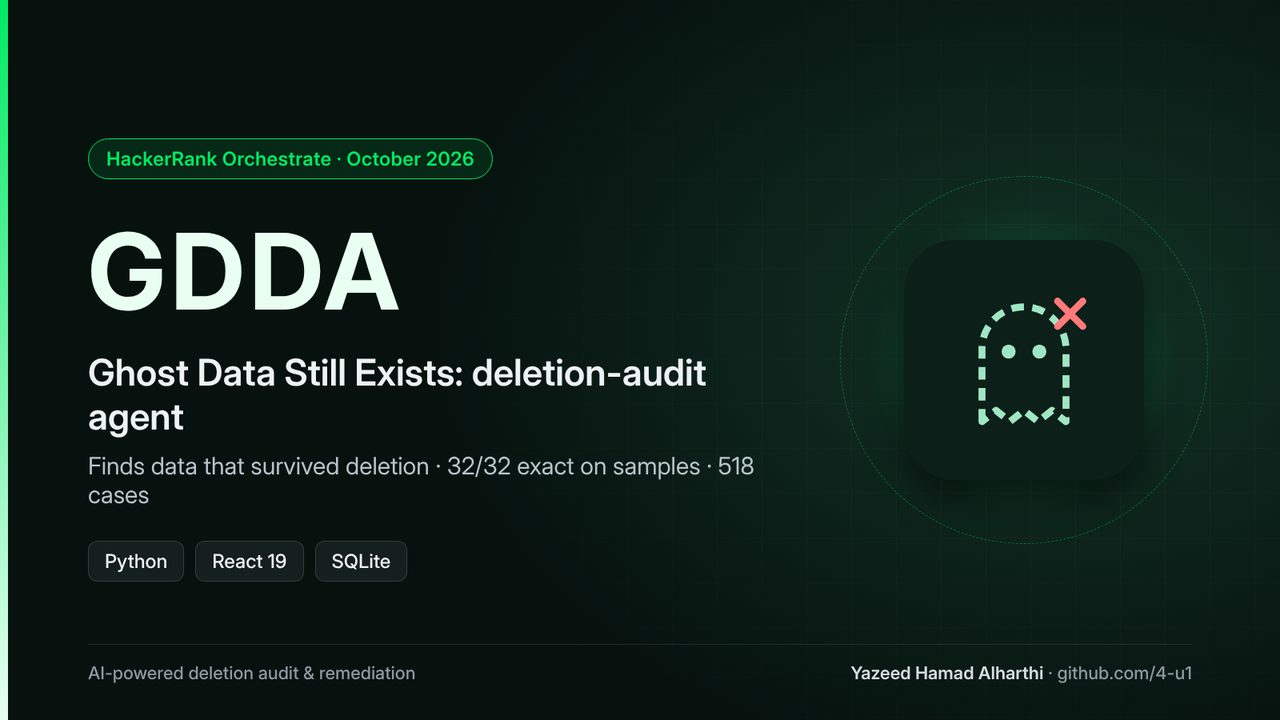 HackerRank Orchestrate · October 2026
GDDA
Ghost Data Still Exists: deletion-audit
agent
Finds data that survived deletion · 32/32 exact on samples · 518
cases
Python
React 19
SQLite
AI-powered deletion audit & remediation
Yazeed Hamad Alharthi · github.com/4-u1